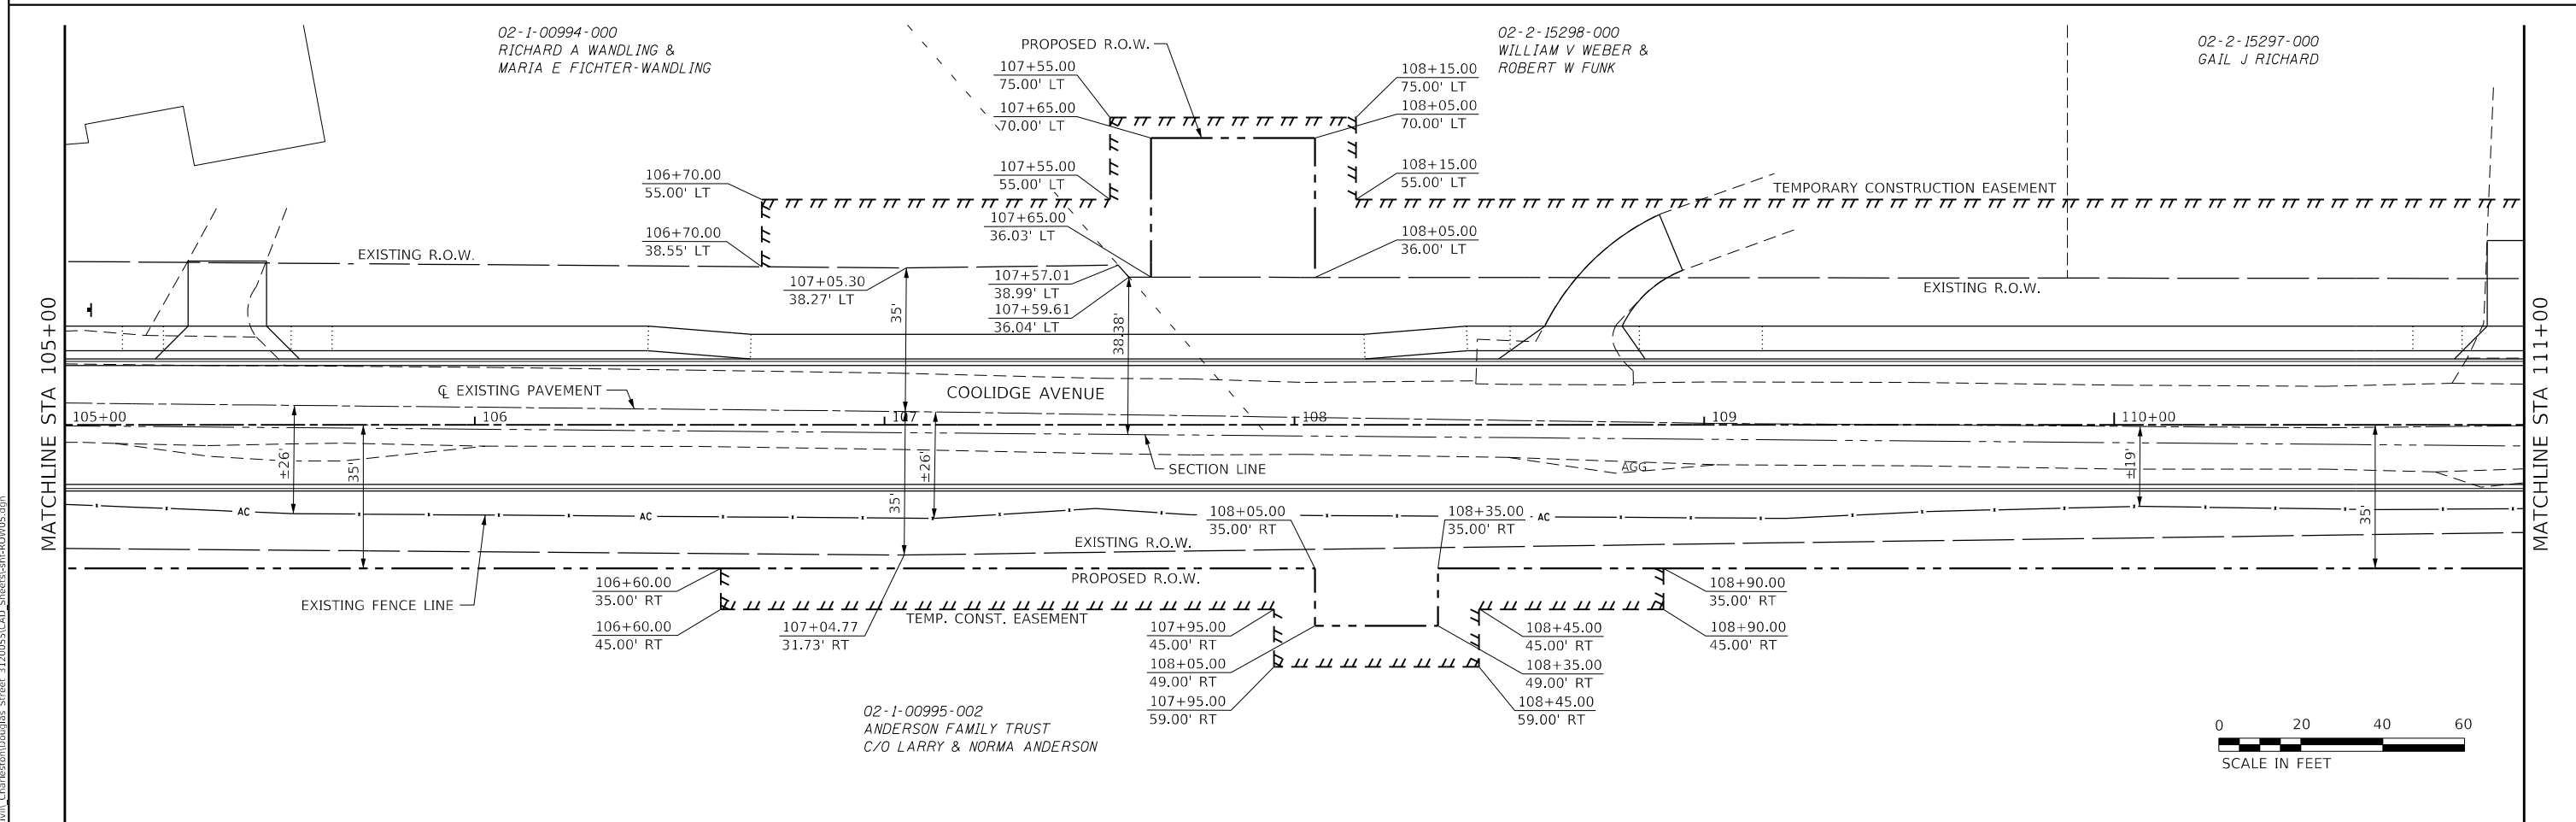 02-1-00994-000
RICHARD A WANDLING &
MARIA E FICHTER-WANDLING
PROPOSED R.O.W.
02-2-15298-000
WILLIAM V WEBER &
ROBERT W FUNK
02-2-15297-000
GAIL J RICHARD
107+55.00
75.00' LT
107+65.00
70.00' LT
108+15.00
75.00' LT
108+05.00
70.00' LT
106+70.00
55.00' LT
107+55.00
55.00' LT
108+15.00
55.00' LT
TEMPORARY CONSTRUCTION EASEMENT
106+70.00
38.55' LT
107+65.00
36.03' LT
108+05.00
36.00' LT
EXISTING R.O.W.
107+05.30
38.27' LT
107+57.01
38.99' LT
107+59.61
36.04' LT
EXISTING R.O.W.
35'
38.38'
MATCHLINE STA 105+00
MATCHLINE STA 111+00
℄ EXISTING PAVEMENT
COOLIDGE AVENUE
105+00
106
107
108
109
110+00
±26'
35'
35'
±26'
SECTION LINE
AGG
±19'
35'
AC
AC
AC
108+05.00
35.00' RT
108+35.00
35.00' RT
EXISTING R.O.W.
PROPOSED R.O.W.
EXISTING FENCE LINE
106+60.00
35.00' RT
106+60.00
45.00' RT
107+04.77
31.73' RT
TEMP. CONST. EASEMENT
107+95.00
45.00' RT
108+05.00
49.00' RT
107+95.00
59.00' RT
108+45.00
45.00' RT
108+35.00
49.00' RT
108+45.00
59.00' RT
108+90.00
35.00' RT
108+90.00
45.00' RT
02-1-00995-002
ANDERSON FAMILY TRUST
C/O LARRY & NORMA ANDERSON
0 20 40 60
SCALE IN FEET